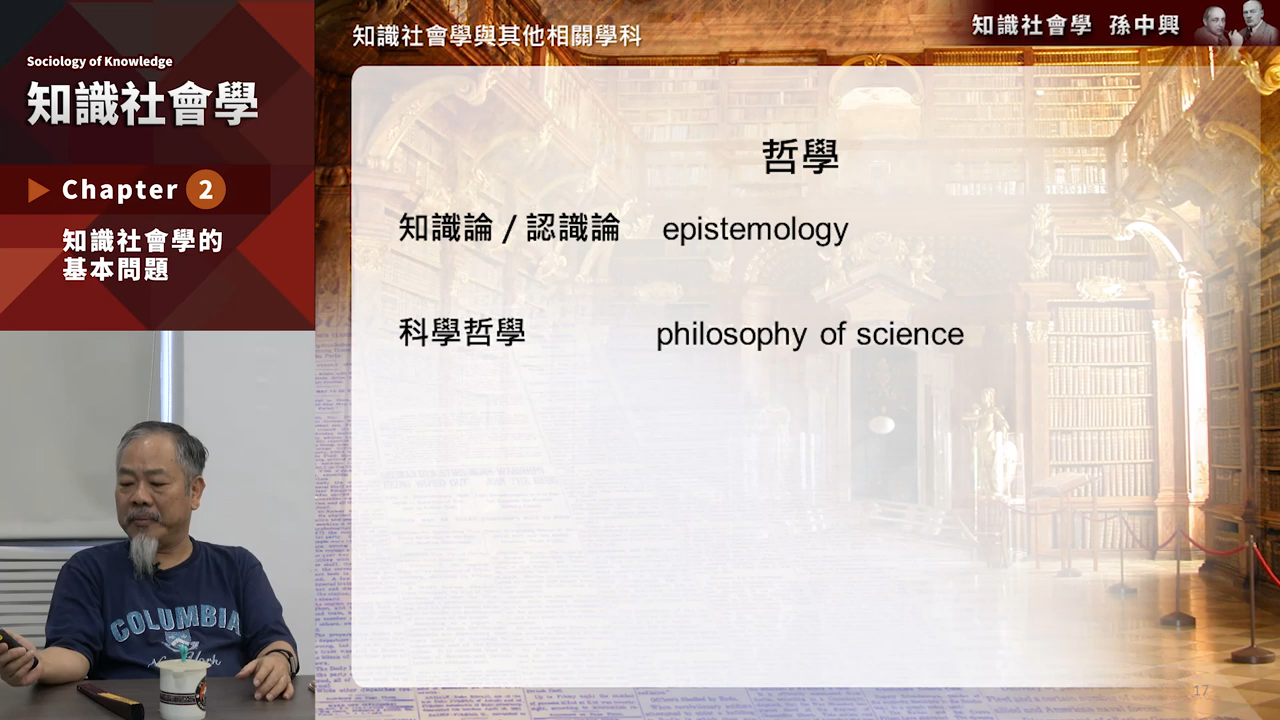 Sociology of Knowledge
知識社會學
Chapter 2
知識社會學的
基本問題
知識社會學與其他相關學科
知識社會學 孫中興
哲學
知識論 / 認識論 epistemology
科學哲學 philosophy of science
COLUMBIA
17